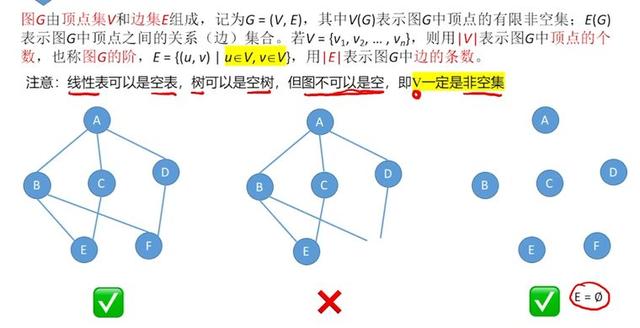 图G由顶点集V和边集E组成，记为G = (V, E)，其中V(G)表示图G中顶点的有限非空集；E(G)
表示图G中顶点之间的关系（边）集合。若V = {v₁, v₂, … , vₙ}，则用|V|表示图G中顶点的个
数，也称图G的阶，E = {(u, v) | u∈V, v∈V}，用|E|表示图G中边的条数。
注意：线性表可以是空表，树可以是空树，但图不可以是空，即V一定是非空集
A
B
C
D
E
F
A
B
C
D
E
A
B
C
D
E
F
E = Ø